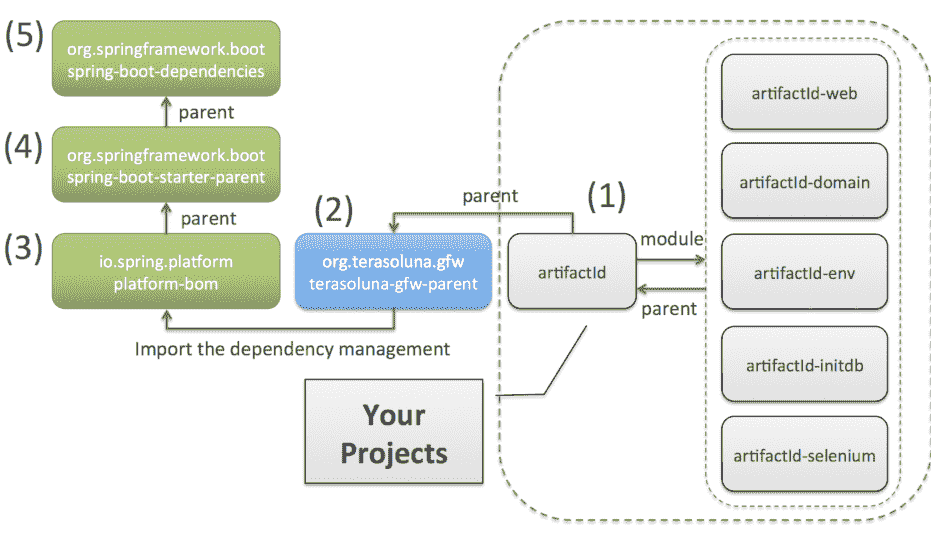 (5)
org.springframework.boot
spring-boot-dependencies
parent
(4)
org.springframework.boot
spring-boot-starter-parent
parent
(3)
io.spring.platform
platform-bom
(2)
org.terasoluna.gfw
terasoluna-gfw-parent
Import the dependency management
parent
(1)
artifactId
module
parent
artifactId-web
artifactId-domain
artifactId-env
artifactId-initdb
artifactId-selenium
Your
Projects